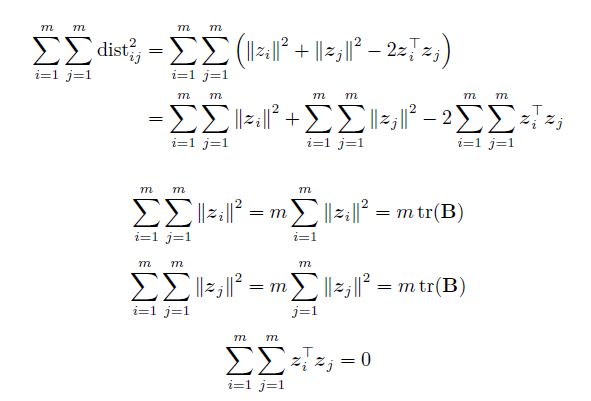 $\sum_{i=1}^{m}\sum_{j=1}^{m} \text{dist}_{ij}^{2} = \sum_{i=1}^{m}\sum_{j=1}^{m} \left( \|z_i\|^2 + \|z_j\|^2 - 2z_i^\top z_j \right)$
$= \sum_{i=1}^{m}\sum_{j=1}^{m} \|z_i\|^2 + \sum_{i=1}^{m}\sum_{j=1}^{m} \|z_j\|^2 - 2\sum_{i=1}^{m}\sum_{j=1}^{m} z_i^\top z_j$
$\sum_{i=1}^{m}\sum_{j=1}^{m} \|z_i\|^2 = m\sum_{i=1}^{m} \|z_i\|^2 = m\,\text{tr}(\mathbf{B})$
$\sum_{i=1}^{m}\sum_{j=1}^{m} \|z_j\|^2 = m\sum_{j=1}^{m} \|z_j\|^2 = m\,\text{tr}(\mathbf{B})$
$\sum_{i=1}^{m}\sum_{j=1}^{m} z_i^\top z_j = 0$